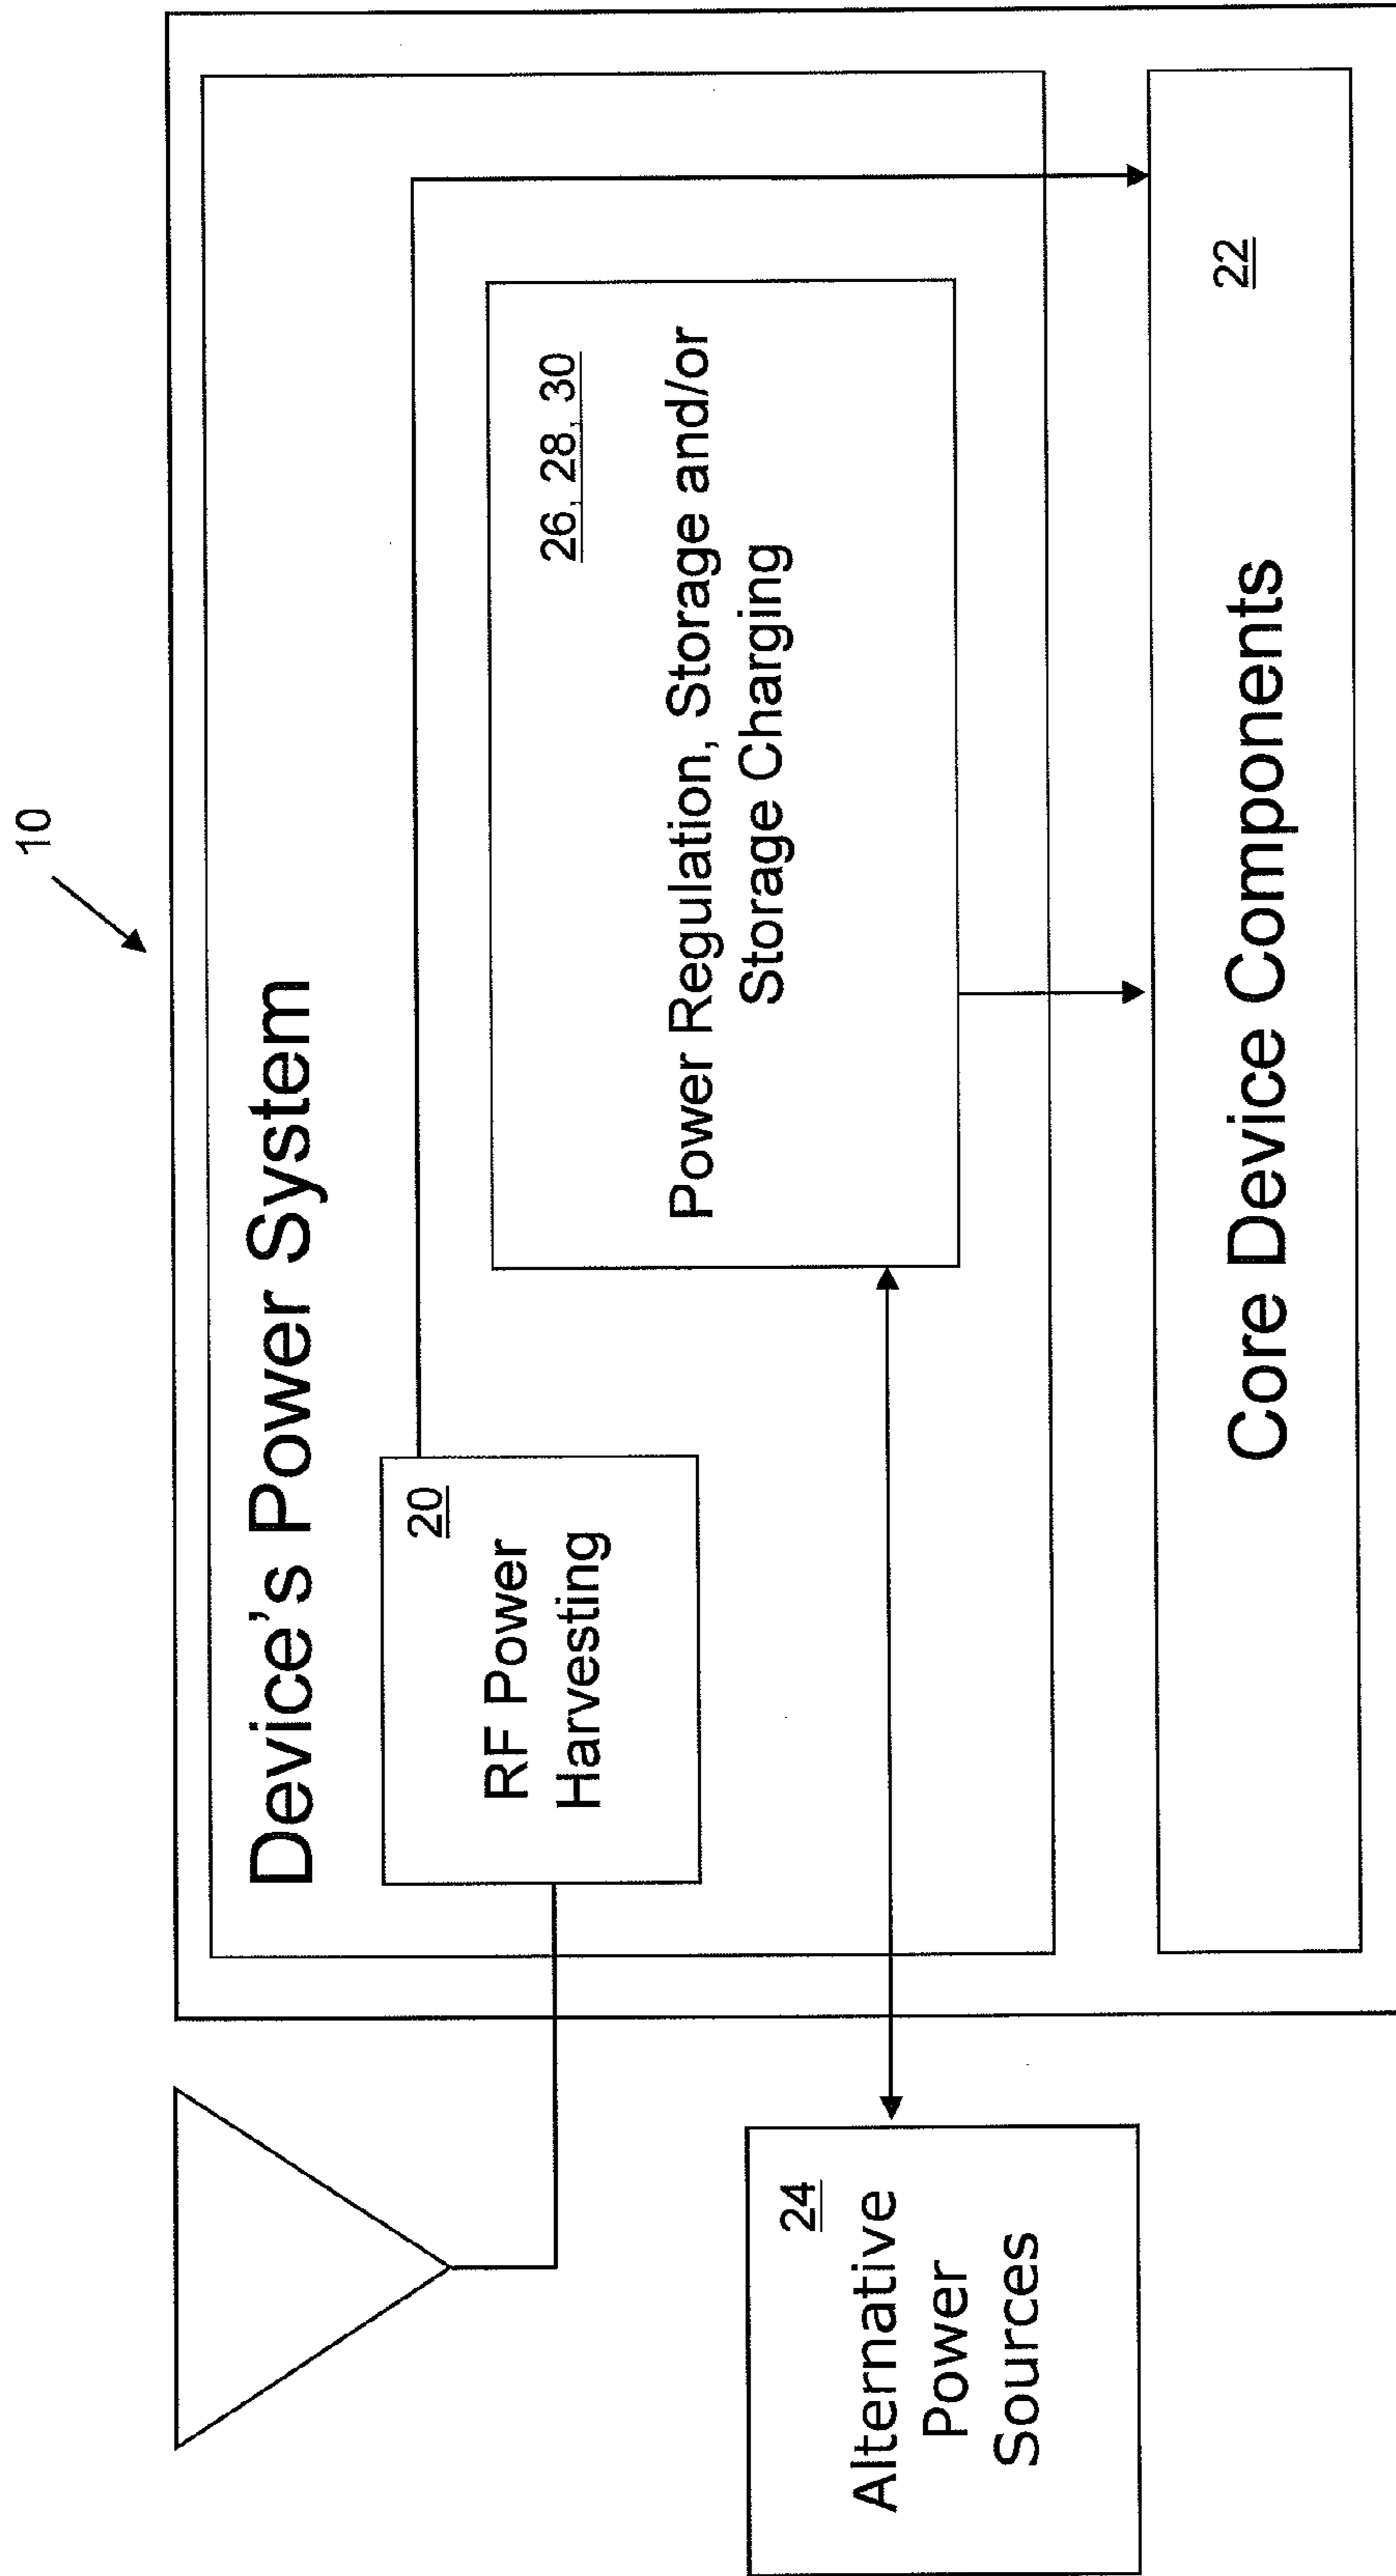 10
Device's Power System
20
RF Power
Harvesting
26, 28, 30
Power Regulation, Storage and/or
Storage Charging
24
Alternative
Power
Sources
22
Core Device Components